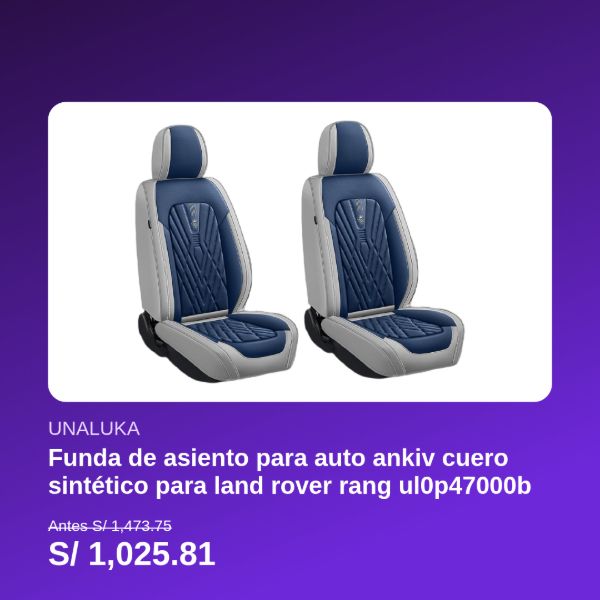 UNALUKA
Funda de asiento para auto ankiv cuero
sintético para land rover rang ul0p47000b
Antes S/ 1,473.75
S/ 1,025.81